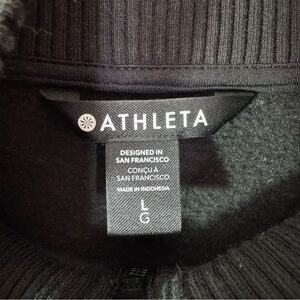 ATHLETA
DESIGNED IN
SAN FRANCISCO
CONÇU À
SAN FRANCISCO
MADE IN INDONESIA
L
G